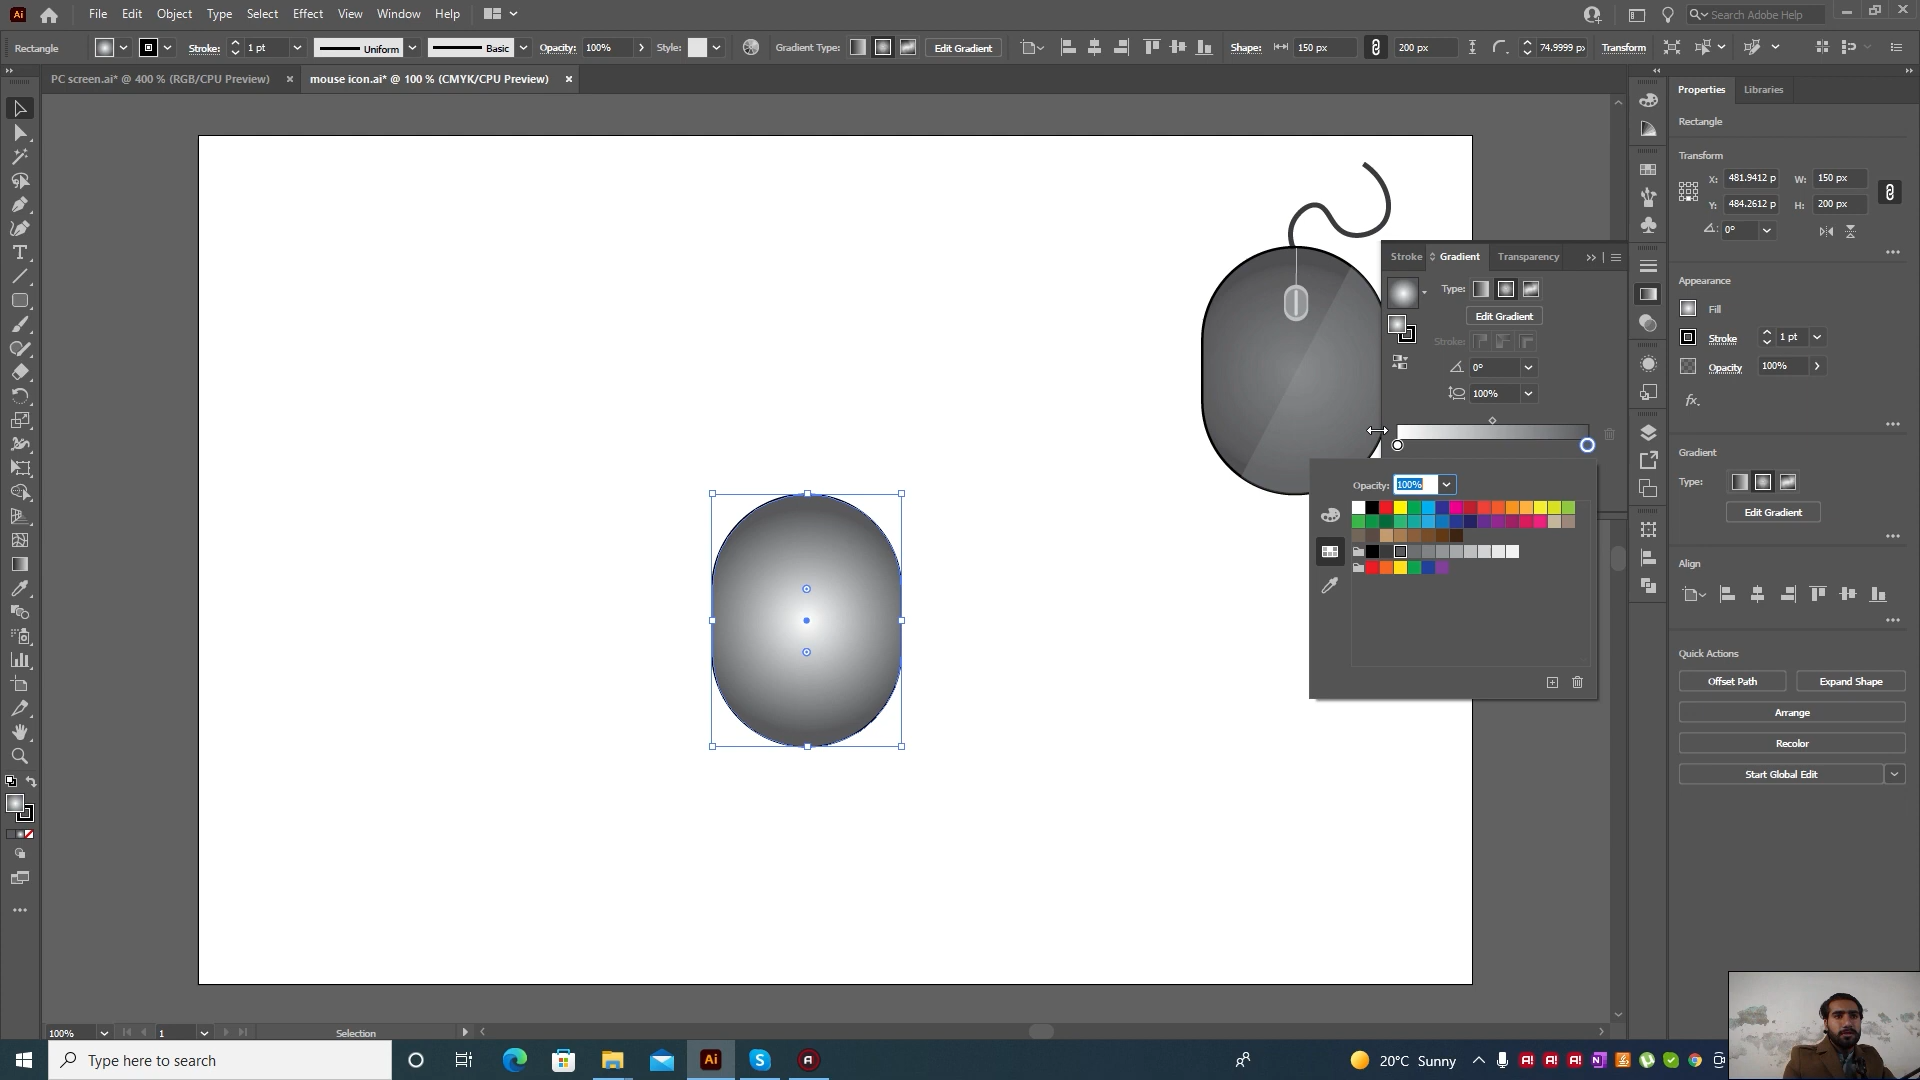 Ai File Edit Object Type Select Effect View Window Help Search Adobe Help
Rectangle Stroke: 1 pt Uniform Basic Opacity: 100% Style: Gradient Type: Edit Gradient Shape: 150 px 200 px 74.9999 px Transform
PC screen.ai* @ 400 % (RGB/CPU Preview) mouse icon.ai* @ 100 % (CMYK/CPU Preview)
Properties Libraries
Rectangle
Transform
X: 481.9412 p W: 150 px
Y: 484.2612 p H: 200 px
0°
Appearance
Fill
Stroke 1 pt
Opacity 100%
fx.
Gradient
Type:
Edit Gradient
Align
Quick Actions
Offset Path Expand Shape
Arrange
Recolor
Start Global Edit
Stroke Gradient Transparency
Type:
Edit Gradient
Stroke:
0°
100%
Opacity: 100%
100% 1 Selection
Type here to search Ai 20°C Sunny